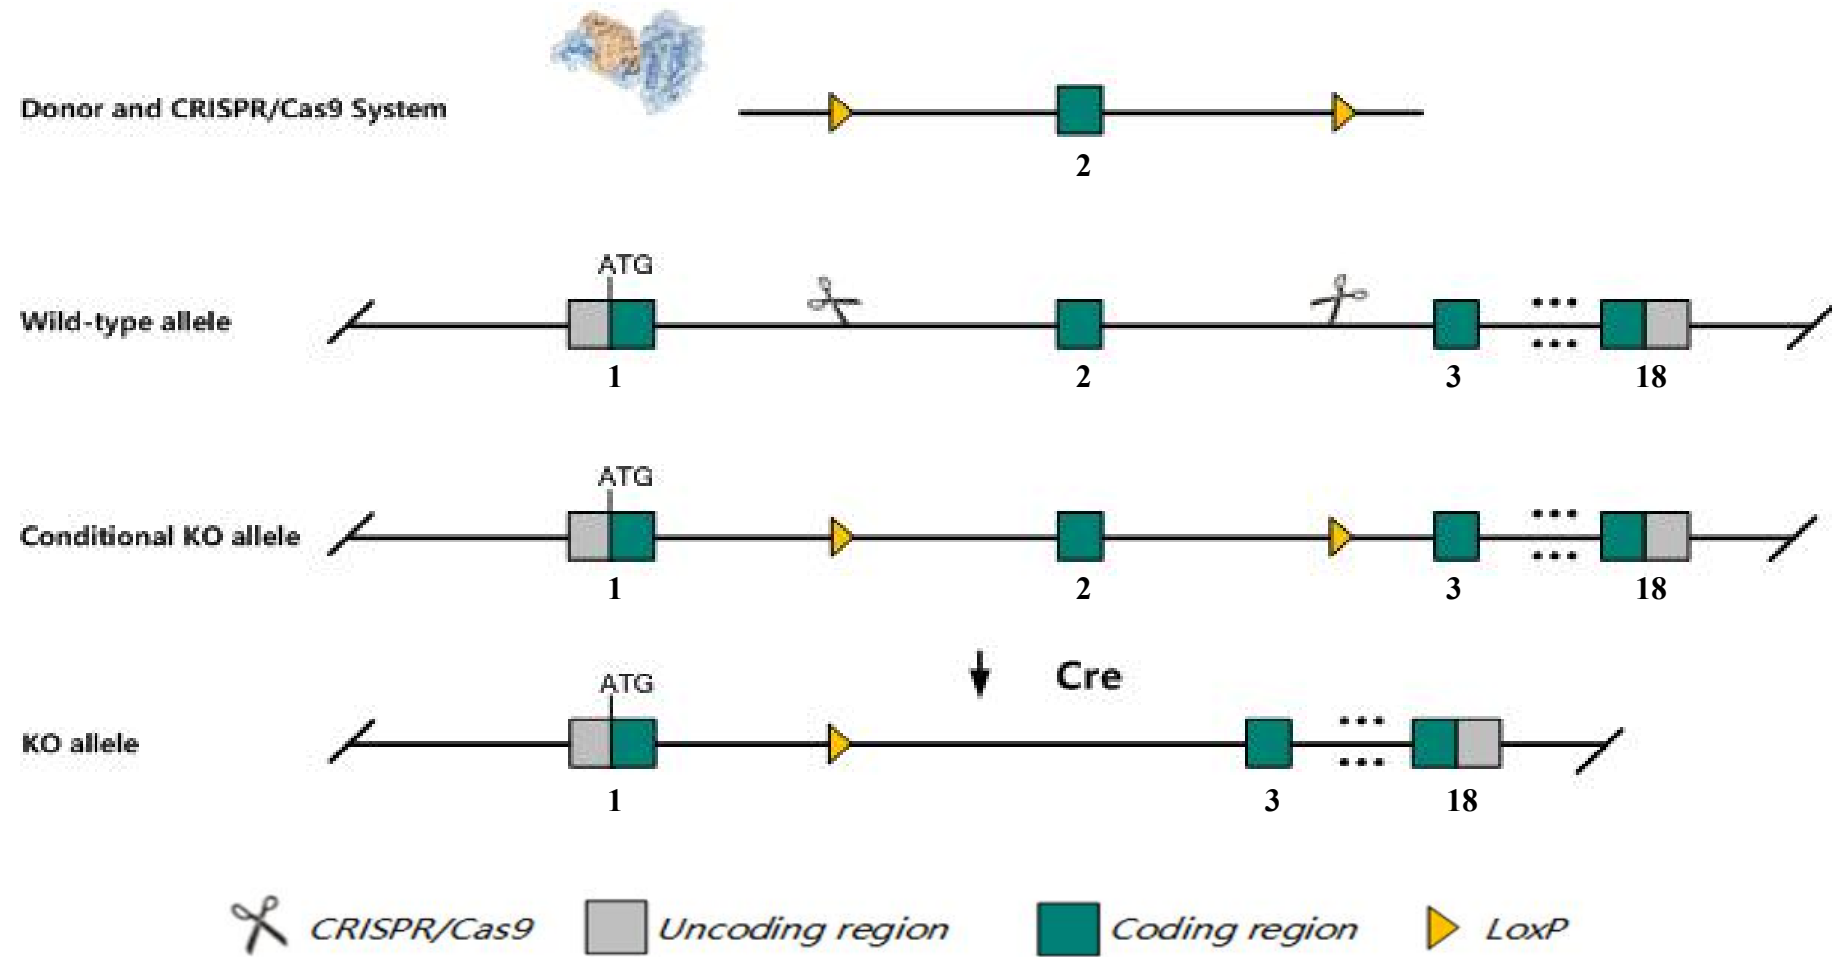 Donor and CRISPR/Cas9 System
2
ATG
Wild-type allele
1 2 3 18
ATG
Conditional KO allele
1 2 3 18
Cre
ATG
KO allele
1 3 18
CRISPR/Cas9 Uncoding region Coding region LoxP